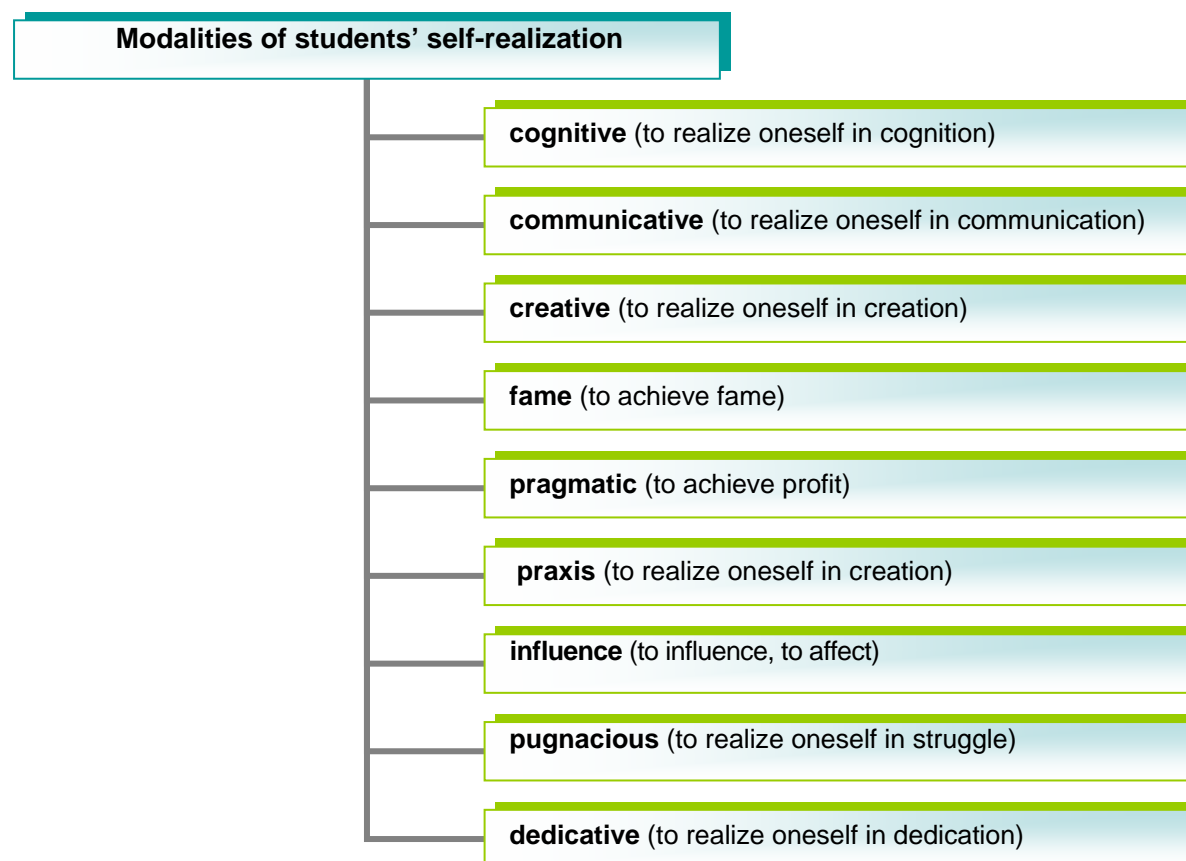 Modalities of students’ self-realization
cognitive (to realize oneself in cognition)
communicative (to realize oneself in communication)
creative (to realize oneself in creation)
fame (to achieve fame)
pragmatic (to achieve profit)
praxis (to realize oneself in creation)
influence (to influence, to affect)
pugnacious (to realize oneself in struggle)
dedicative (to realize oneself in dedication)